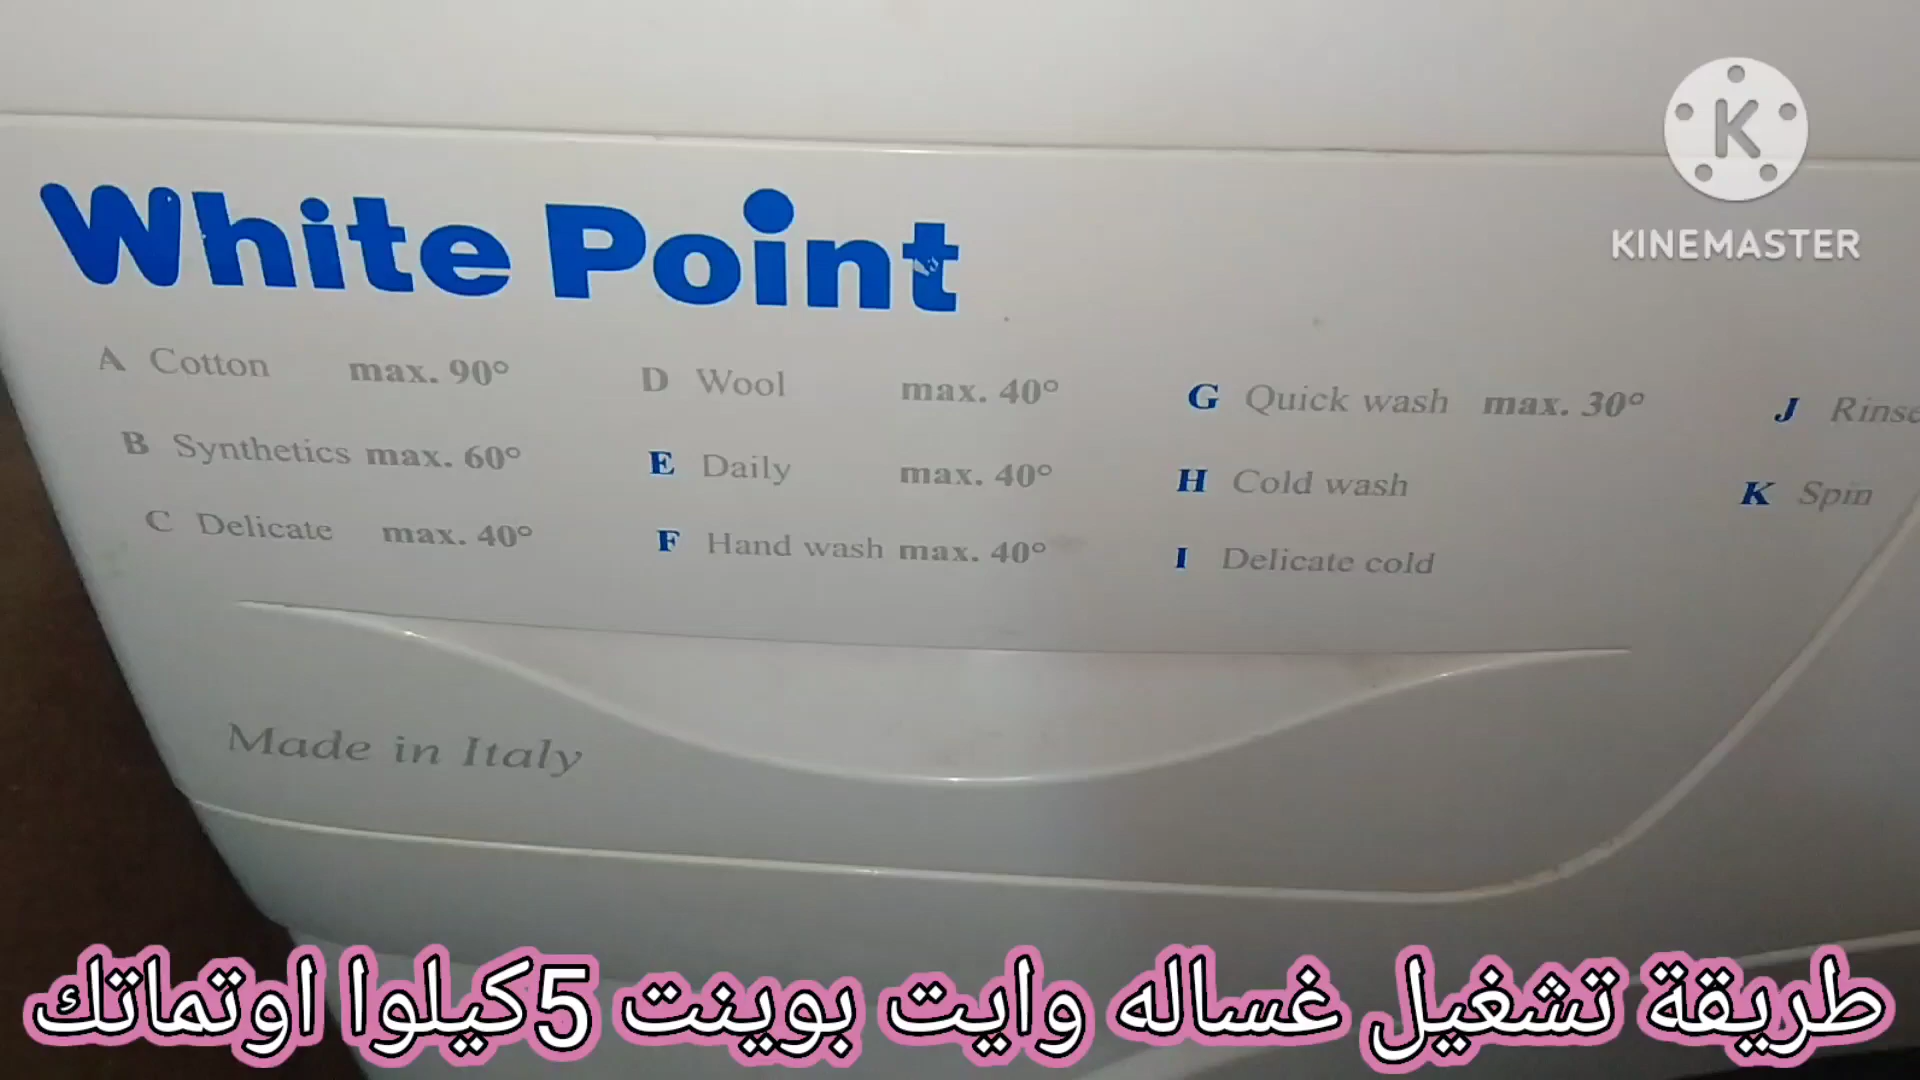 White Point
A Cotton max. 90°
B Synthetics max. 60°
C Delicate max. 40°
D Wool max. 40°
E Daily max. 40°
F Hand wash max. 40°
G Quick wash max. 30°
H Cold wash
I Delicate cold
J Rinse
K Spin
Made in Italy
K
KINEMASTER
طريقة تشغيل غساله وايت بوينت 5كيلوا اوتماتك